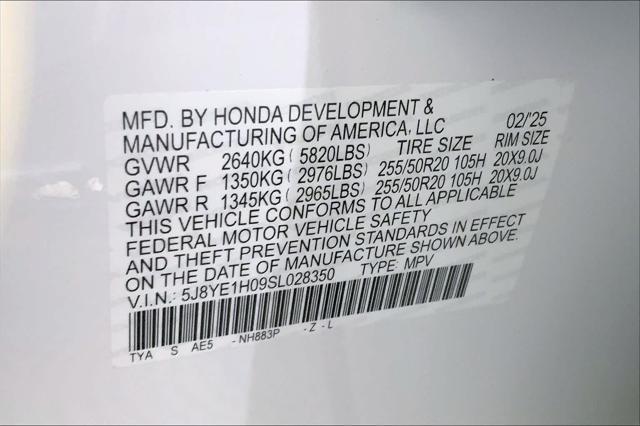 MFD. BY HONDA DEVELOPMENT &
MANUFACTURING OF AMERICA, LLC 02/'25
GVWR 2640KG ( 5820LBS) TIRE SIZE RIM SIZE
GAWR F 1350KG ( 2976LBS) 255/50R20 105H 20X9.0J
GAWR R 1345KG ( 2965LBS) 255/50R20 105H 20X9.0J
THIS VEHICLE CONFORMS TO ALL APPLICABLE
FEDERAL MOTOR VEHICLE SAFETY
AND THEFT PREVENTION STANDARDS IN EFFECT
ON THE DATE OF MANUFACTURE SHOWN ABOVE.
V.I.N.: 5J8YE1H09SL028350 TYPE: MPV
TYA S AE5 - NH883P - Z - L